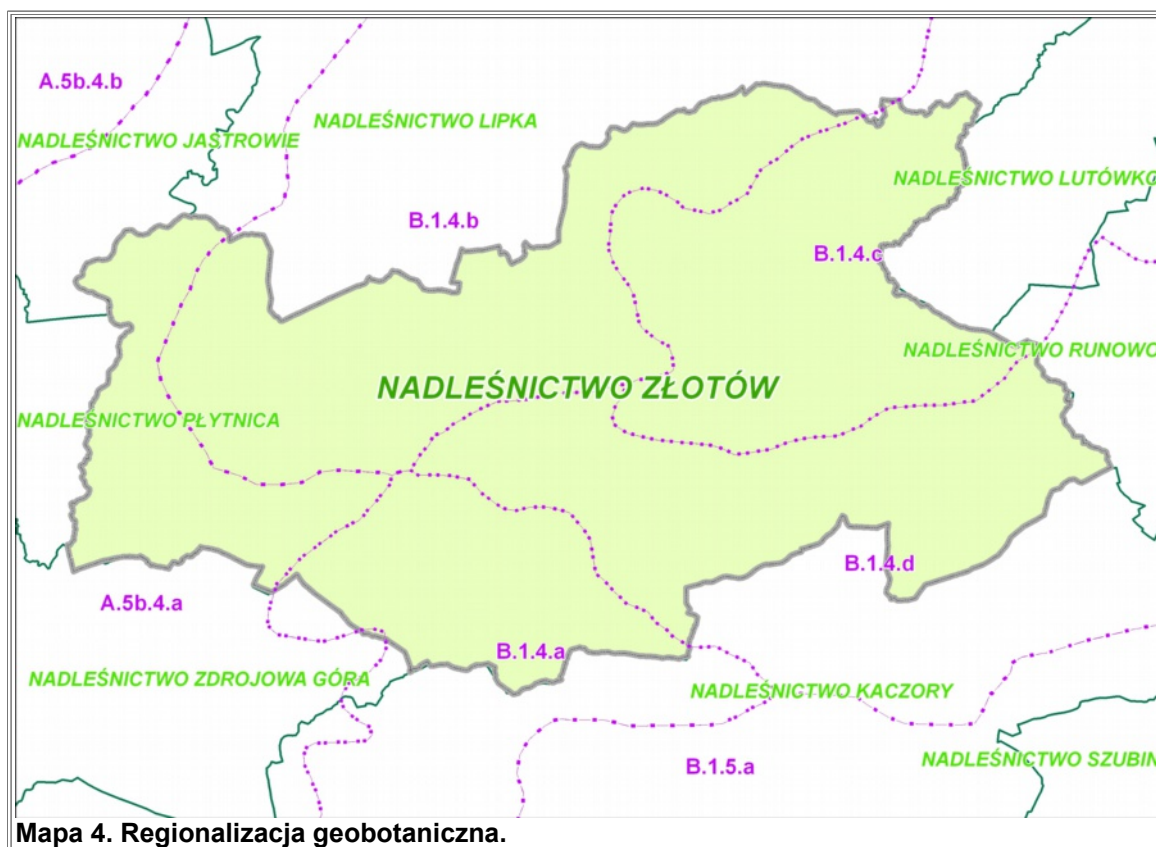 A.5b.4.b
NADLEŚNICTWO LIPKA
NADLEŚNICTWO JASTROWIE
NADLEŚNICTWO LUTÓWKO
B.1.4.b
B.1.4.c
NADLEŚNICTWO RUNOWO
NADLEŚNICTWO ZŁOTÓW
NADLEŚNICTWO PŁYTNICA
B.1.4.d
A.5b.4.a
B.1.4.a
NADLEŚNICTWO ZDROJOWA GÓRA
NADLEŚNICTWO KACZORY
NADLEŚNICTWO SZUBIN
B.1.5.a
Mapa 4. Regionalizacja geobotaniczna.